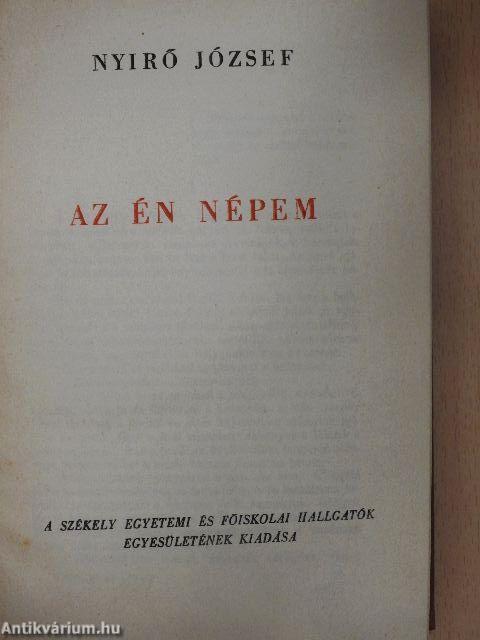 NYIRŐ JÓZSEF
AZ ÉN NÉPEM
A SZÉKELY EGYETEMI ÉS FŐISKOLAI HALLGATÓK
EGYESÜLETÉNEK KIADÁSA
Antikvárium.hu